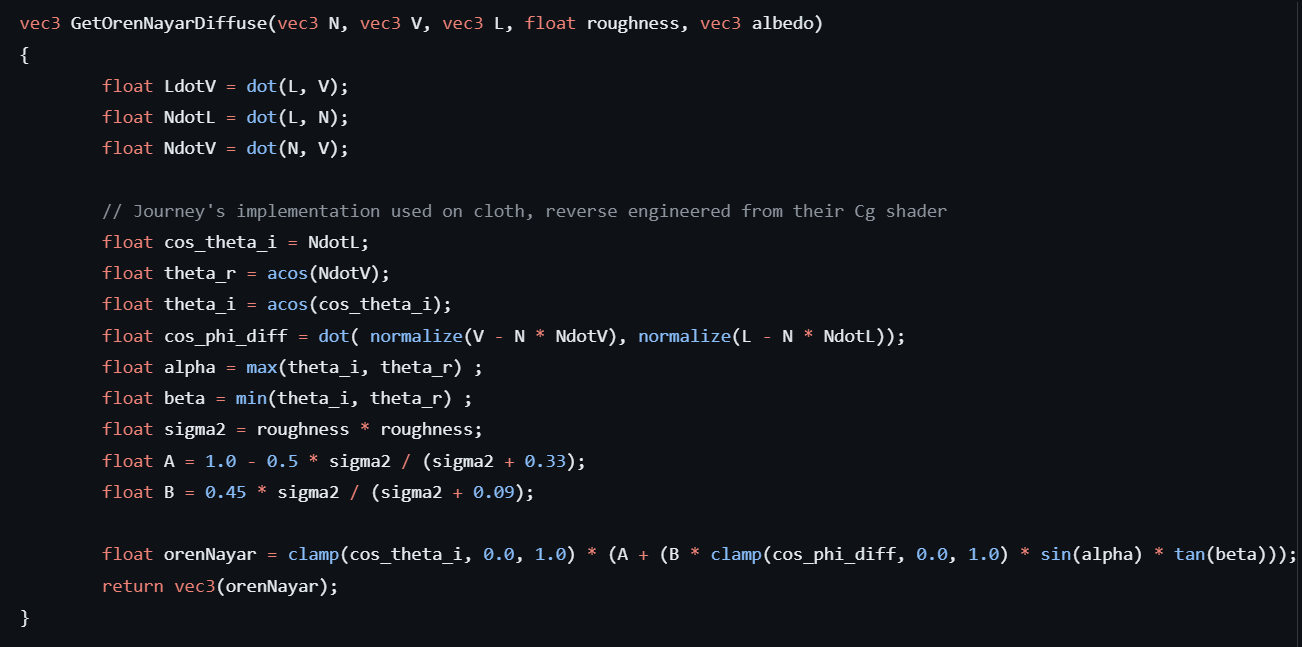 vec3 GetOrenNayarDiffuse(vec3 N, vec3 V, vec3 L, float roughness, vec3 albedo)
{
float LdotV = dot(L, V);
float NdotL = dot(L, N);
float NdotV = dot(N, V);
// Journey's implementation used on cloth, reverse engineered from their Cg shader
float cos_theta_i = NdotL;
float theta_r = acos(NdotV);
float theta_i = acos(cos_theta_i);
float cos_phi_diff = dot( normalize(V - N * NdotV), normalize(L - N * NdotL));
float alpha = max(theta_i, theta_r) ;
float beta = min(theta_i, theta_r) ;
float sigma2 = roughness * roughness;
float A = 1.0 - 0.5 * sigma2 / (sigma2 + 0.33);
float B = 0.45 * sigma2 / (sigma2 + 0.09);
float orenNayar = clamp(cos_theta_i, 0.0, 1.0) * (A + (B * clamp(cos_phi_diff, 0.0, 1.0) * sin(alpha) * tan(beta)));
return vec3(orenNayar);
}